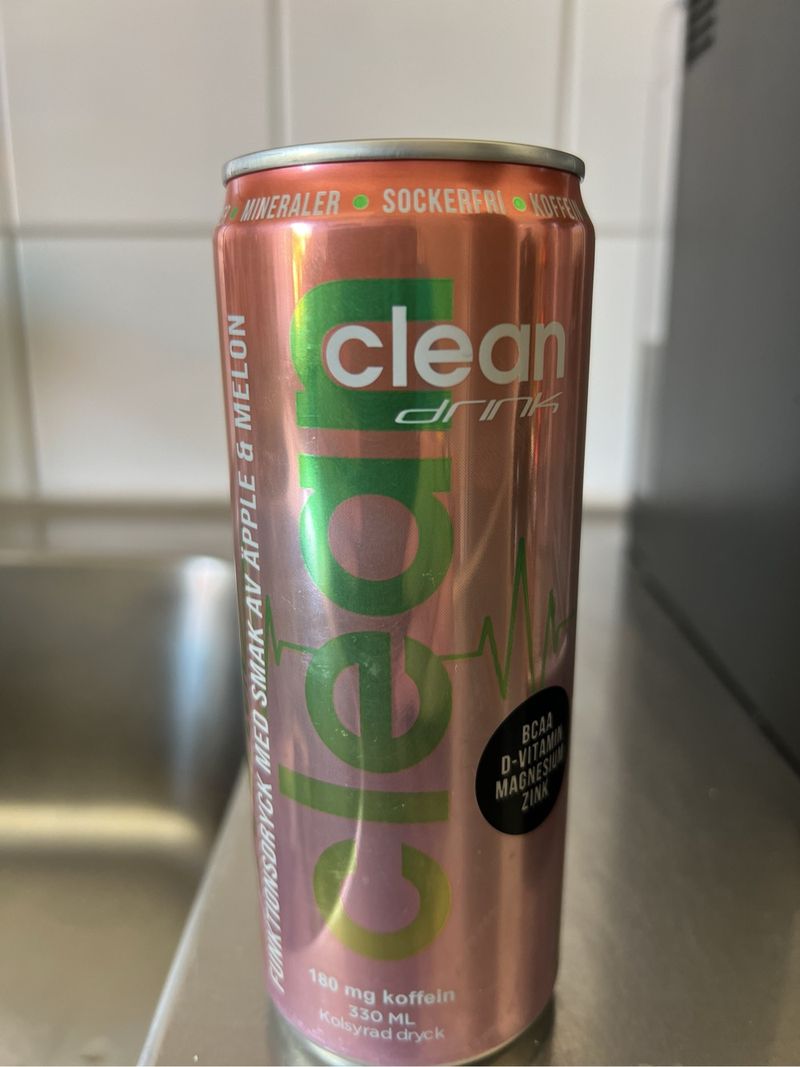 MINERALER • SOCKERFRI • KOFFEIN
clean
drink
clean
FUNKTIONSDRYCK MED SMAK AV ÄPPLE & MELON
BCAA
D-VITAMIN
MAGNESIUM
ZINK
180 mg koffein
330 ML
Kolsyrad dryck